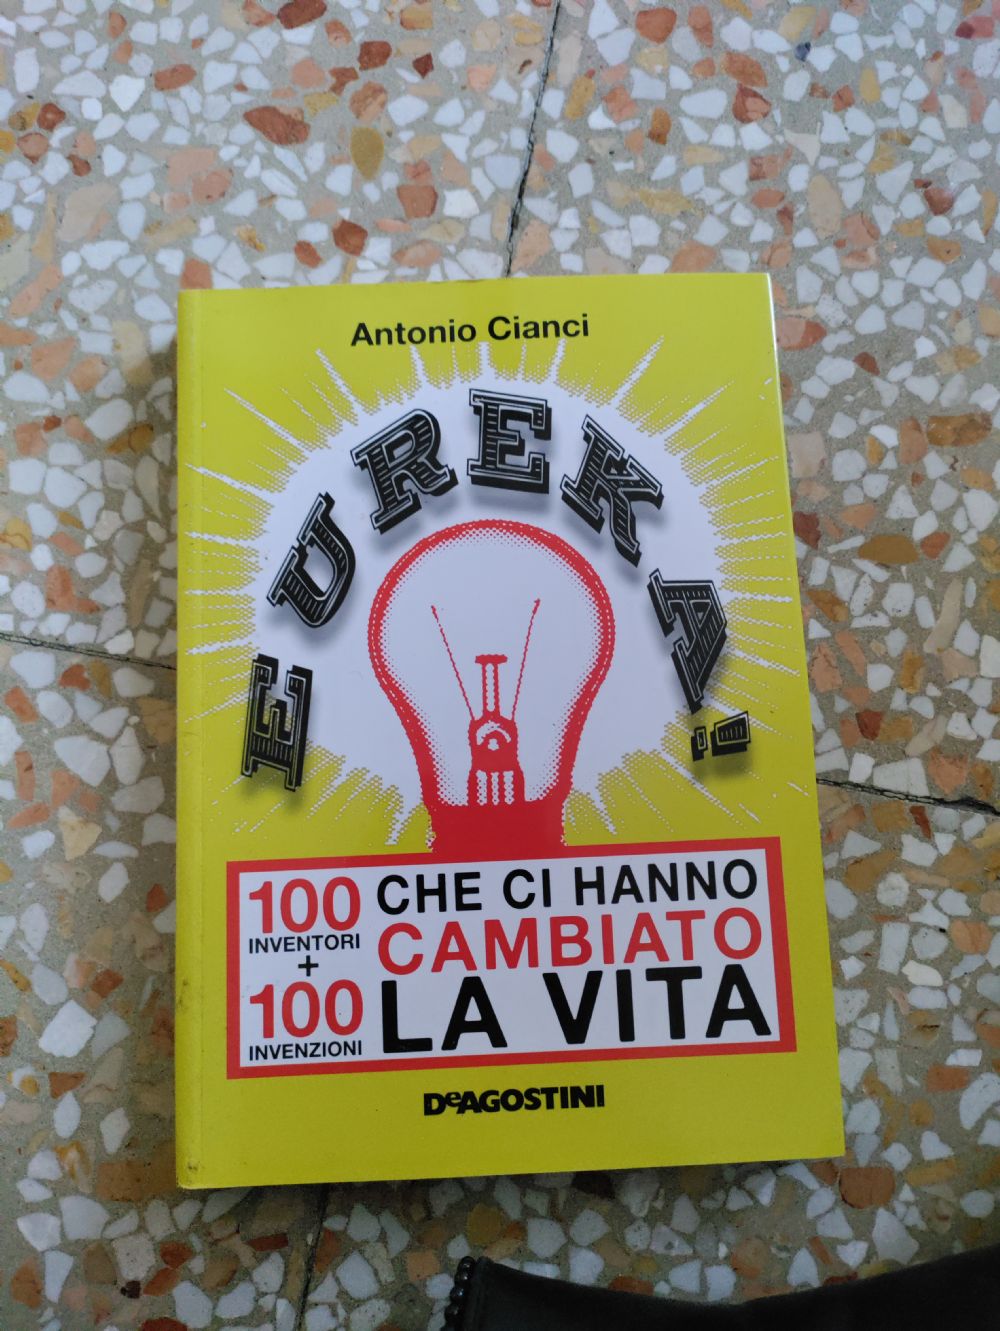 Antonio Cianci
EUREKA!
100
INVENTORI
+
100
INVENZIONI
CHE CI HANNO
CAMBIATO
LA VITA
DeAGOSTINI